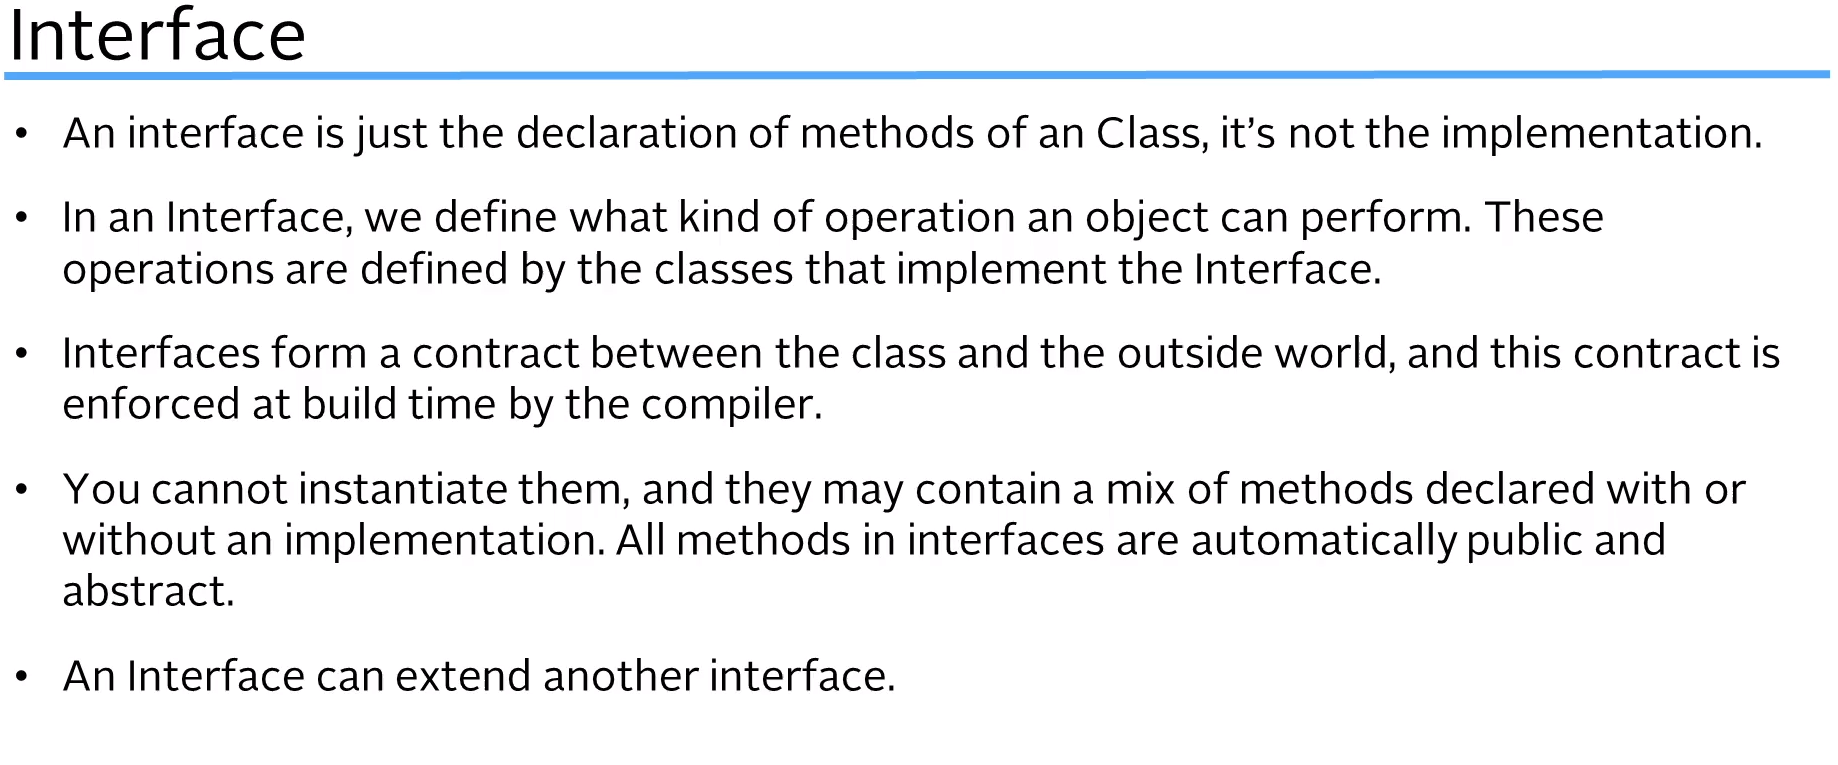 Interface
• An interface is just the declaration of methods of an Class, it’s not the implementation.
• In an Interface, we define what kind of operation an object can perform. These
operations are defined by the classes that implement the Interface.
• Interfaces form a contract between the class and the outside world, and this contract is
enforced at build time by the compiler.
• You cannot instantiate them, and they may contain a mix of methods declared with or
without an implementation. All methods in interfaces are automatically public and
abstract.
• An Interface can extend another interface.